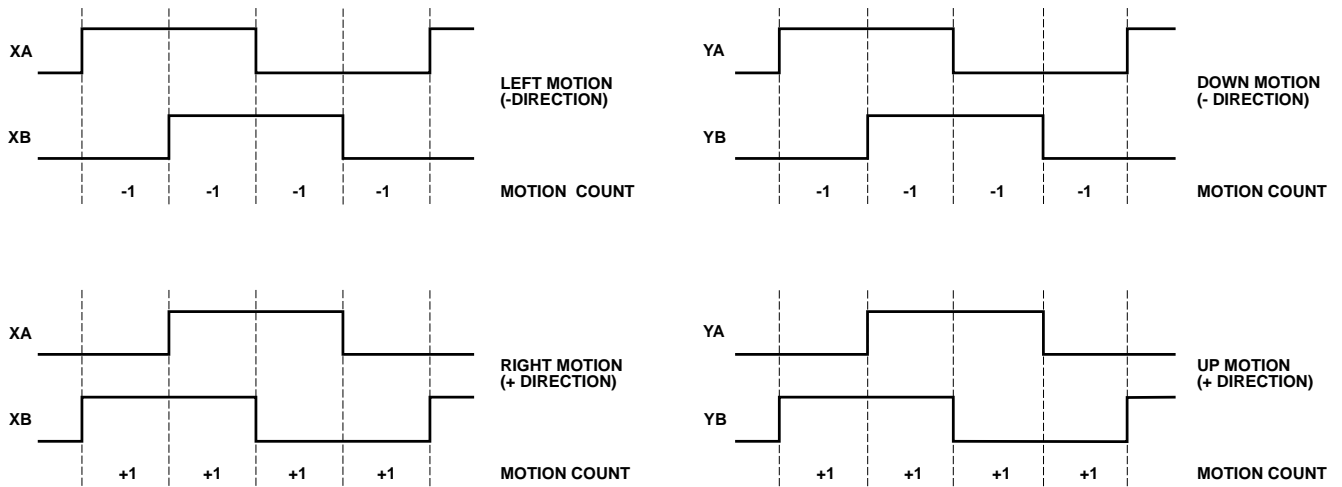 XA
LEFT MOTION
(-DIRECTION)
XB
-1 -1 -1 -1 MOTION COUNT
YA
DOWN MOTION
(- DIRECTION)
YB
-1 -1 -1 -1 MOTION COUNT
XA
RIGHT MOTION
(+ DIRECTION)
XB
+1 +1 +1 +1 MOTION COUNT
YA
UP MOTION
(+ DIRECTION)
YB
+1 +1 +1 +1 MOTION COUNT